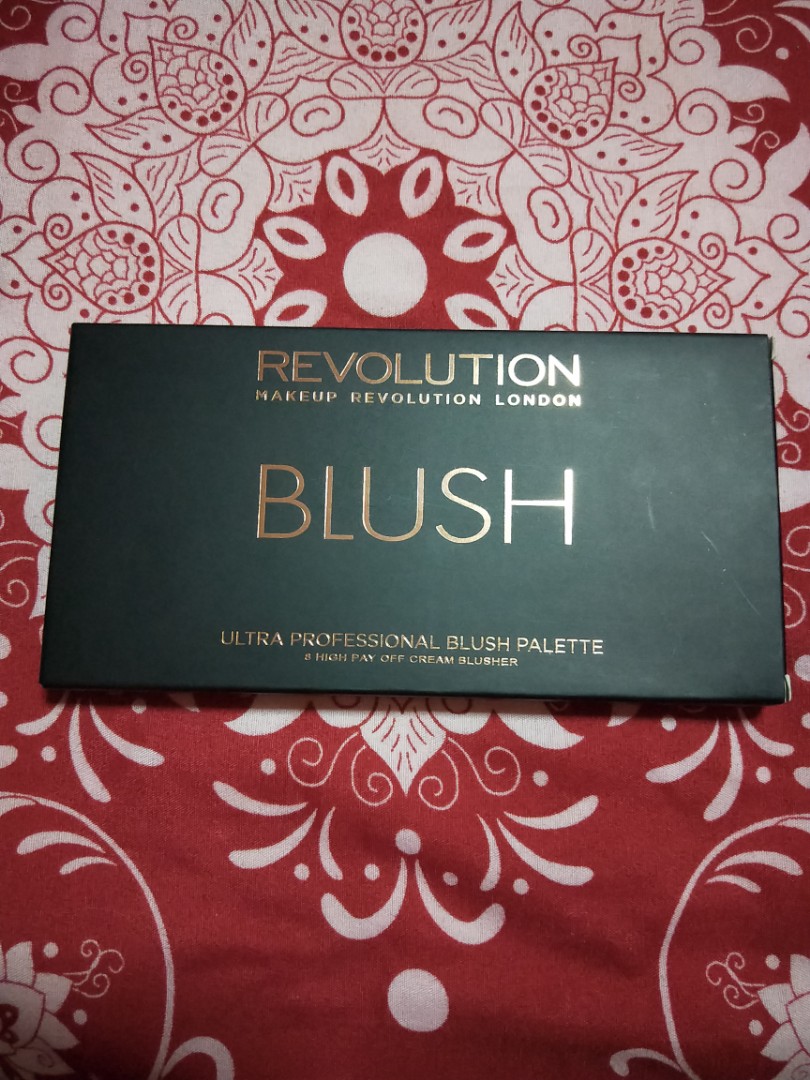 REVOLUTION
MAKEUP REVOLUTION LONDON
BLUSH
ULTRA PROFESSIONAL BLUSH PALETTE
8 HIGH PAY OFF CREAM BLUSHER